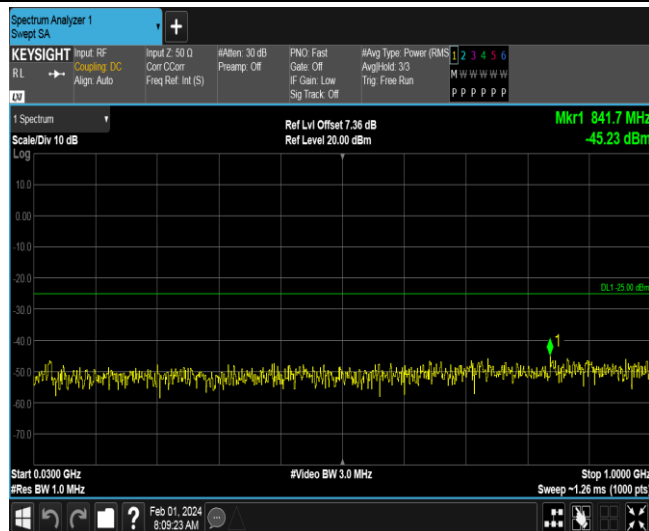 Spectrum Analyzer 1
Swept SA
+
KEYSIGHT
RL
Input: RF
Coupling: DC
Align: Auto
Input Z: 50 Ω
Corr CCorr
Freq Ref: Int (S)
#Atten: 30 dB
Preamp: Off
PNO: Fast
Gate: Off
IF Gain: Low
Sig Track: Off
#Avg Type: Power (RMS
Avg|Hold: 3/3
Trig: Free Run
1 2 3 4 5 6
M W W W W W
P P P P P P
1 Spectrum
Scale/Div 10 dB
Log
Ref Lvl Offset 7.36 dB
Ref Level 20.00 dBm
Mkr1 841.7 MHz
-45.23 dBm
10.0
0.00
-10.0
-20.0
DL1 -25.00 dBm
-30.0
-40.0
1
-50.0
-60.0
-70.0
Start 0.0300 GHz
#Res BW 1.0 MHz
#Video BW 3.0 MHz
Stop 1.0000 GHz
Sweep ~1.26 ms (1000 pts)
?
Feb 01, 2024
8:09:23 AM